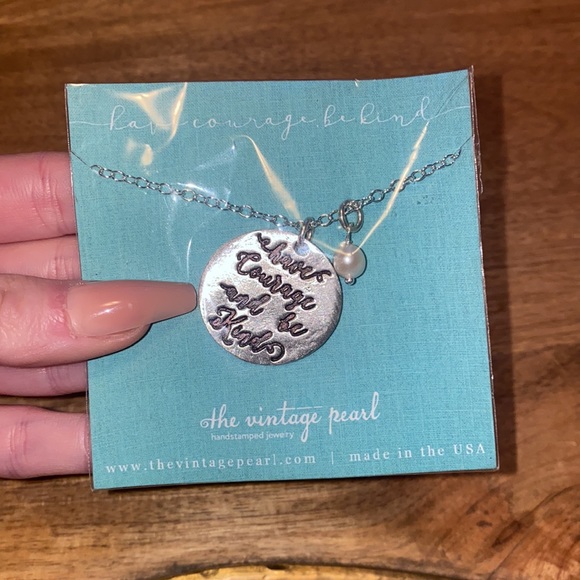 have courage. be kind
have
Courage
and be
Kind
the vintage pearl
handstamped jewelry
www.thevintagepearl.com | made in the USA